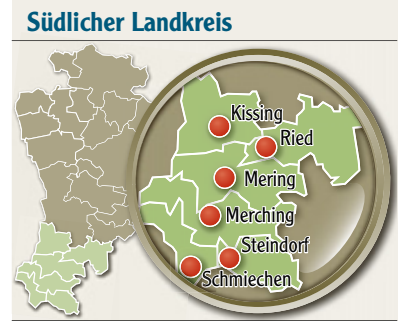 Südlicher Landkreis
Kissing
Ried
Mering
Merching
Steindorf
Schmiechen